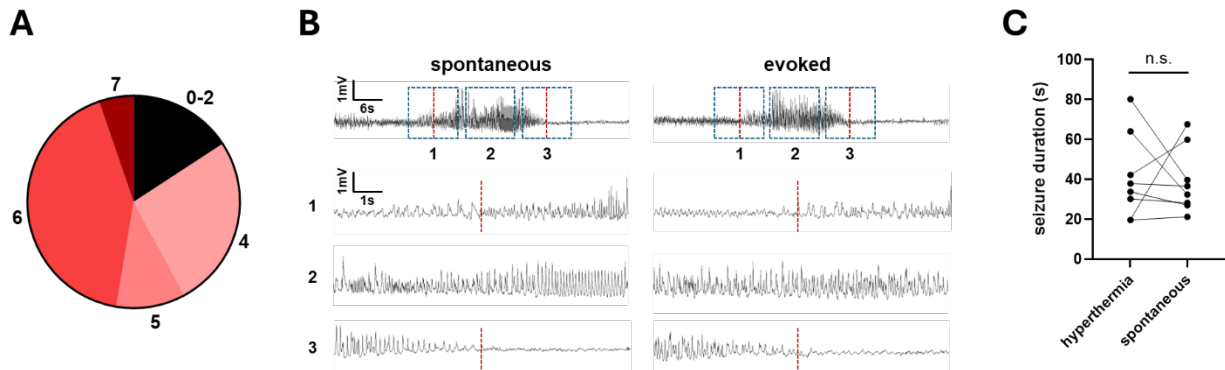 A
7
0-2
6
4
5
B
spontaneous
evoked
1mV
6s
1
2
3
1
2
3
1mV
1s
1
2
3
C
n.s.
seizure duration (s)
100
80
60
40
20
0
hyperthermia
spontaneous